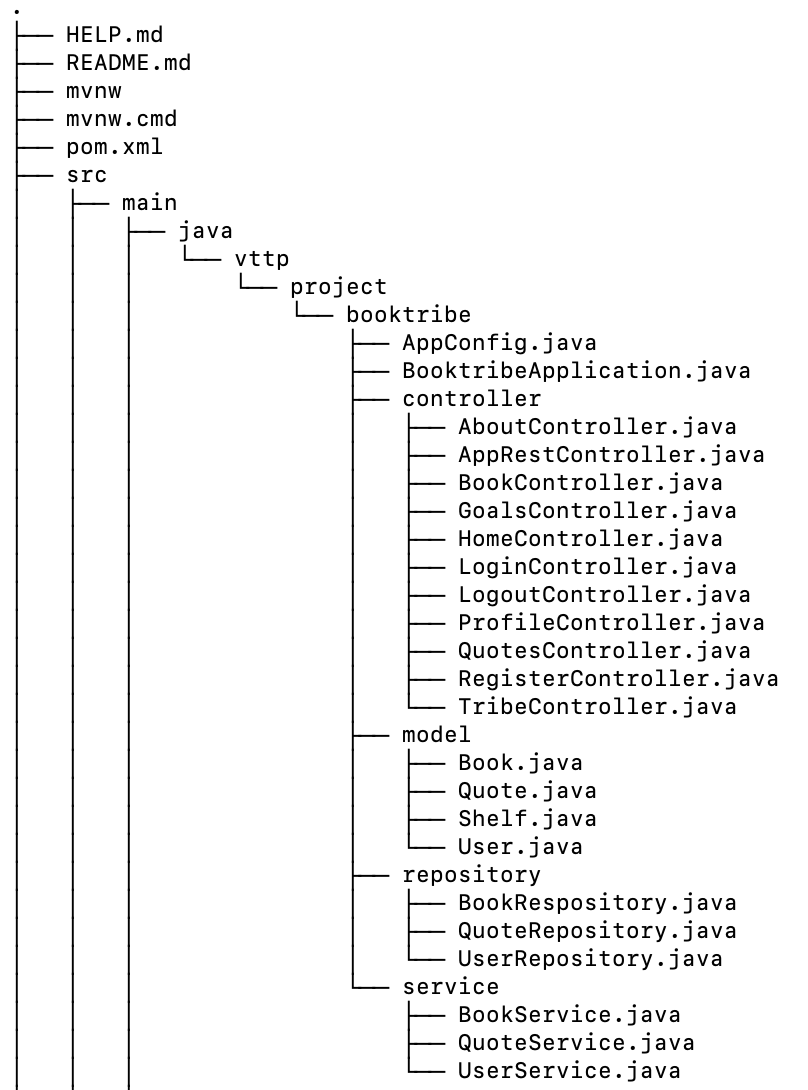 .
├── HELP.md
├── README.md
├── mvnw
├── mvnw.cmd
├── pom.xml
├── src
│   ├── main
│   │   ├── java
│   │   │   └── vttp
│   │   │       └── project
│   │   │           └── booktribe
│   │   │               ├── AppConfig.java
│   │   │               ├── BooktribeApplication.java
│   │   │               ├── controller
│   │   │               │   ├── AboutController.java
│   │   │               │   ├── AppRestController.java
│   │   │               │   ├── BookController.java
│   │   │               │   ├── GoalsController.java
│   │   │               │   ├── HomeController.java
│   │   │               │   ├── LoginController.java
│   │   │               │   ├── LogoutController.java
│   │   │               │   ├── ProfileController.java
│   │   │               │   ├── QuotesController.java
│   │   │               │   ├── RegisterController.java
│   │   │               │   └── TribeController.java
│   │   │               ├── model
│   │   │               │   ├── Book.java
│   │   │               │   ├── Quote.java
│   │   │               │   ├── Shelf.java
│   │   │               │   └── User.java
│   │   │               ├── repository
│   │   │               │   ├── BookRespository.java
│   │   │               │   ├── QuoteRepository.java
│   │   │               │   └── UserRepository.java
│   │   │               └── service
│   │   │                   ├── BookService.java
│   │   │                   ├── QuoteService.java
│   │   │                   └── UserService.java